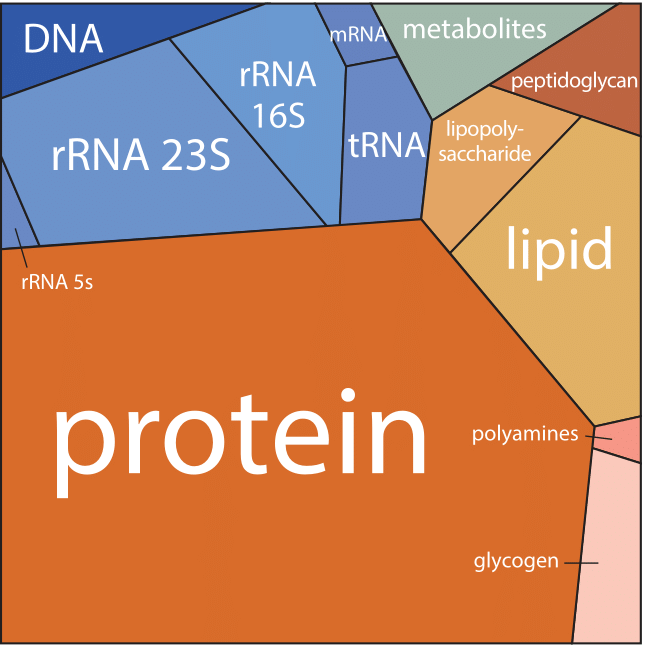 DNA
metabolites
mRNA
rRNA
16S
peptidoglycan
rRNA 23S
tRNA
lipopoly-
saccharide
lipid
rRNA 5s
protein
polyamines
glycogen